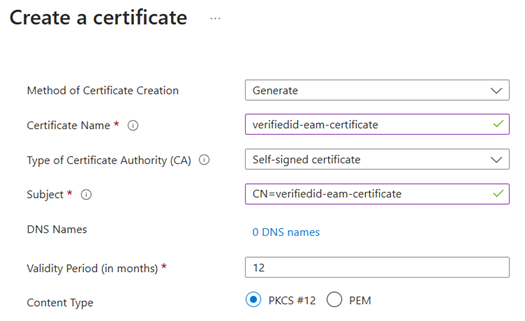 Create a certificate ...
Method of Certificate Creation Generate
Certificate Name * verifiedid-eam-certificate
Type of Certificate Authority (CA) Self-signed certificate
Subject * CN=verifiedid-eam-certificate
DNS Names 0 DNS names
Validity Period (in months) * 12
Content Type PKCS #12 PEM